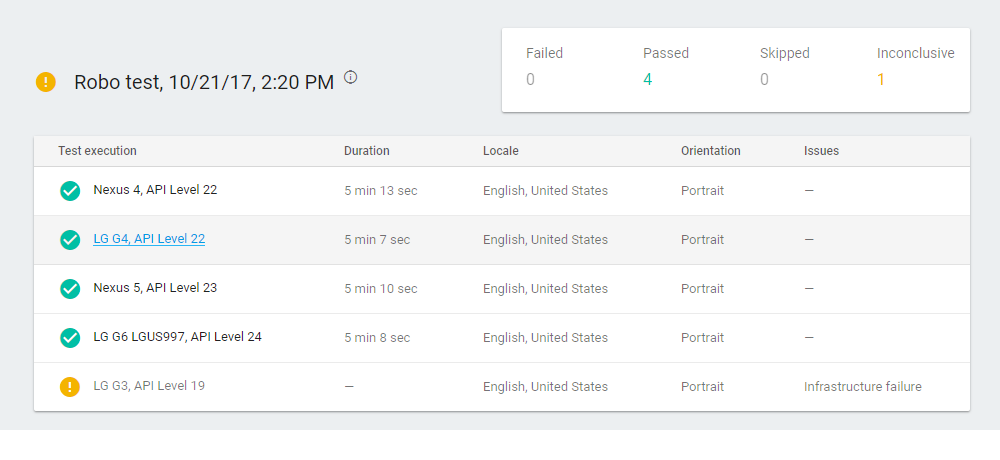 Failed Passed Skipped Inconclusive
Robo test, 10/21/17, 2:20 PM
0 4 0 1
Test execution Duration Locale Orientation Issues
Nexus 4, API Level 22 5 min 13 sec English, United States Portrait —
LG G4, API Level 22 5 min 7 sec English, United States Portrait —
Nexus 5, API Level 23 5 min 10 sec English, United States Portrait —
LG G6 LGUS997, API Level 24 5 min 8 sec English, United States Portrait —
LG G3, API Level 19 — English, United States Portrait Infrastructure failure